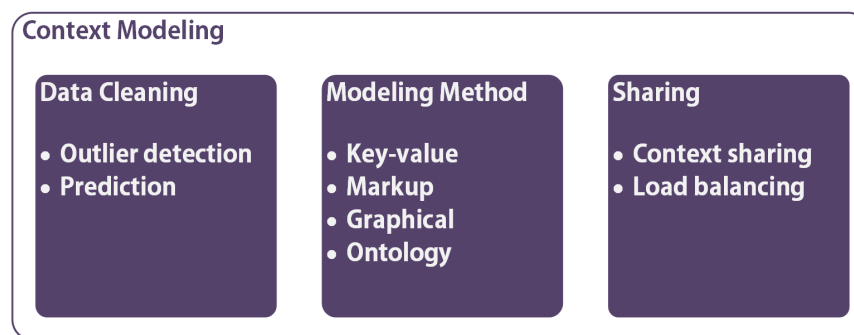 Context Modeling
Data Cleaning
• Outlier detection
• Prediction
Modeling Method
• Key-value
• Markup
• Graphical
• Ontology
Sharing
• Context sharing
• Load balancing